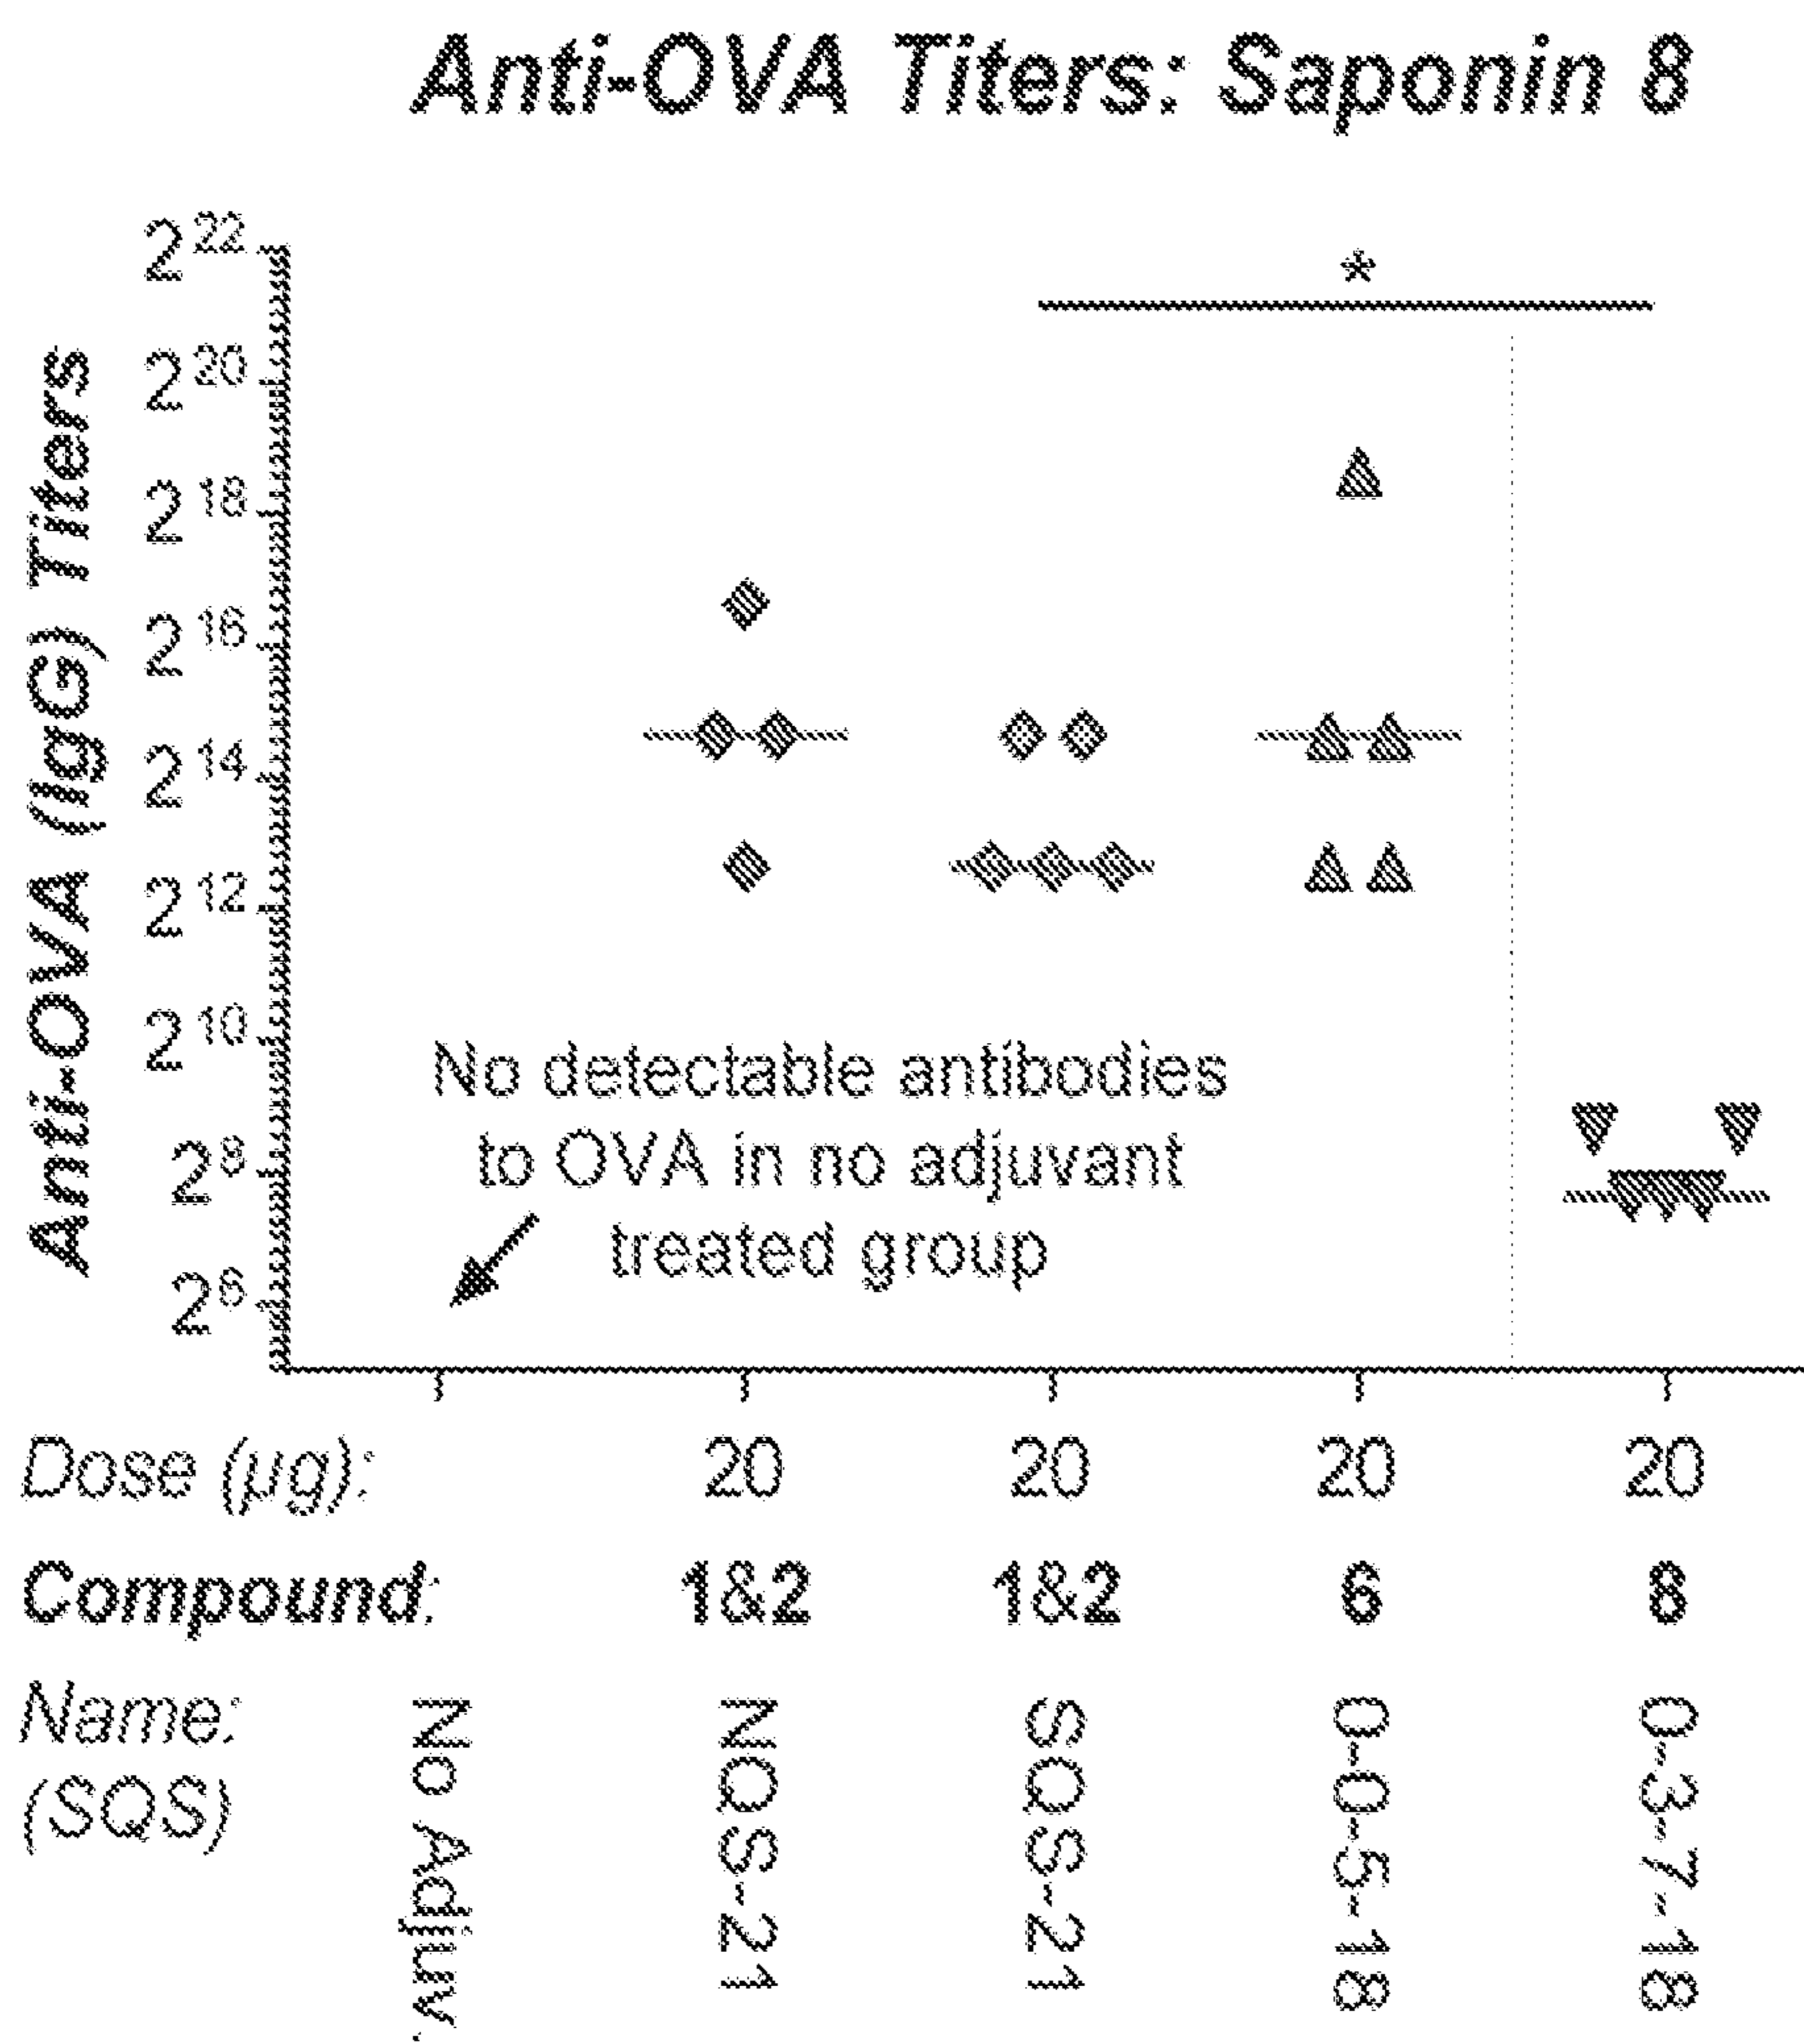 Anti-OVA Titers: Saponin 8
Anti-OVA (IgG) Titers
2^22
2^20
2^18
2^16
2^14
2^12
2^10
2^8
2^6
*
No detectable antibodies
to OVA in no adjuvant
treated group
Dose (µg): 20 20 20 20
Compound: 1&2 1&2 6 8
Name:
(SQS)
No Adjuv.
NQS-21
SQS-21
0-0-5-18
0-3-7-18